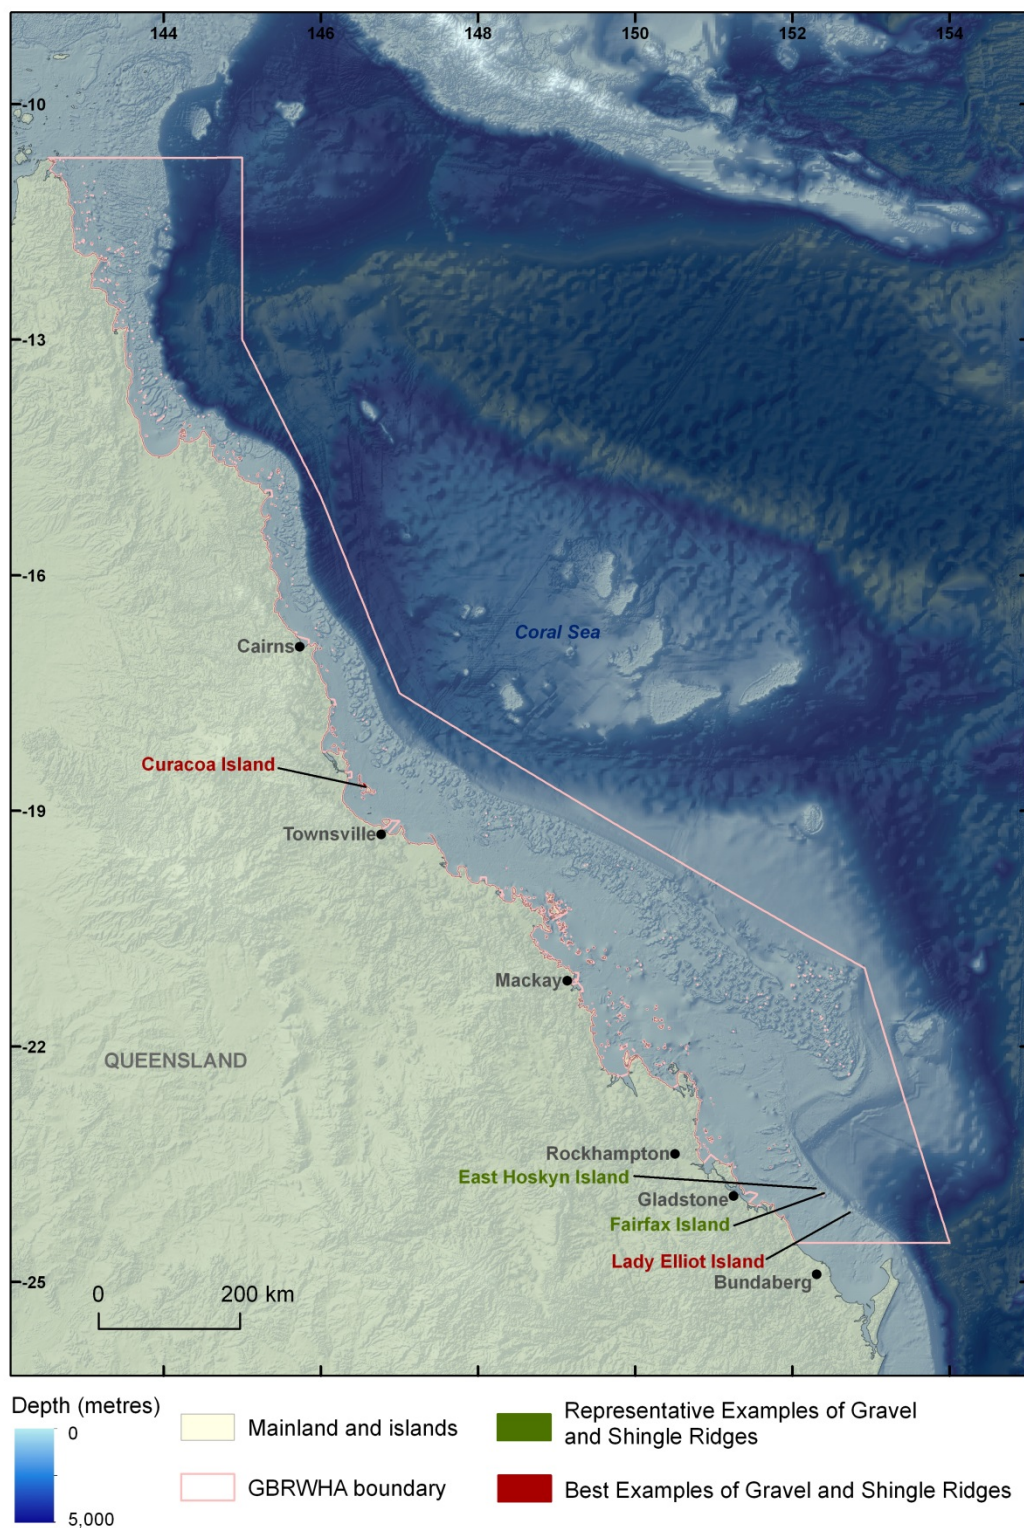 144 146 148 150 152 154
-10
-13
-16
Coral Sea
Cairns
Curacoa Island
-19
Townsville
Mackay
-22
QUEENSLAND
Rockhampton
East Hoskyn Island
Gladstone
Fairfax Island
Lady Elliot Island
-25
Bundaberg
0 200 km
Depth (metres)
0
5,000
Mainland and islands
GBRWHA boundary
Representative Examples of Gravel
and Shingle Ridges
Best Examples of Gravel and Shingle Ridges